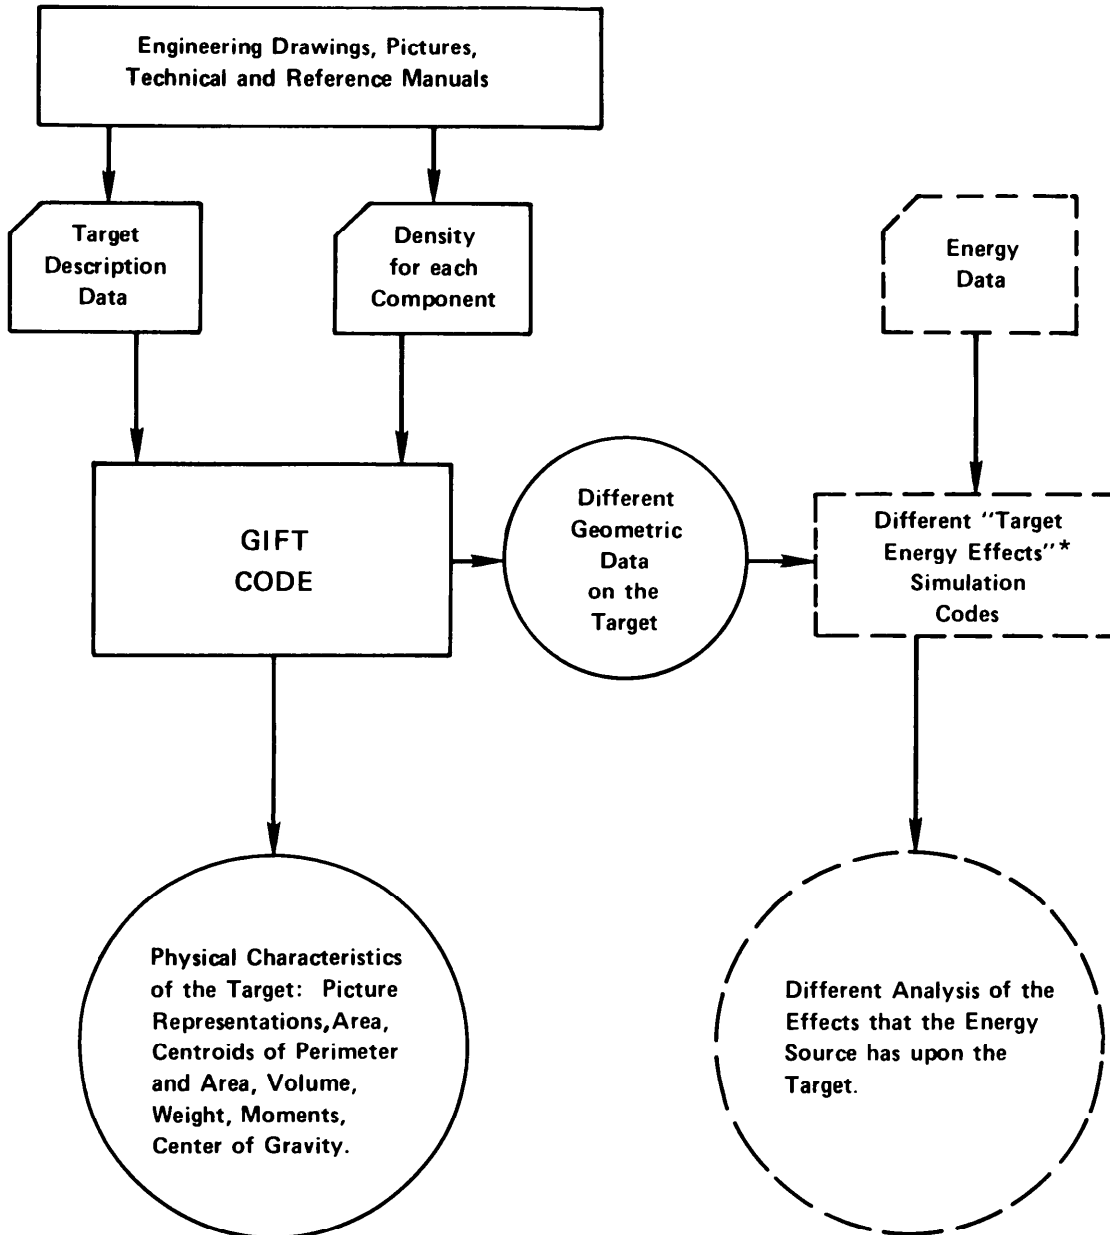 Engineering Drawings, Pictures,
Technical and Reference Manuals
Target
Description
Data
Density
for each
Component
Energy
Data
GIFT
CODE
Different
Geometric
Data
on the
Target
Different "Target
Energy Effects"*
Simulation
Codes
Physical Characteristics
of the Target: Picture
Representations, Area,
Centroids of Perimeter
and Area, Volume,
Weight, Moments,
Center of Gravity.
Different Analysis of the
Effects that the Energy
Source has upon the
Target.